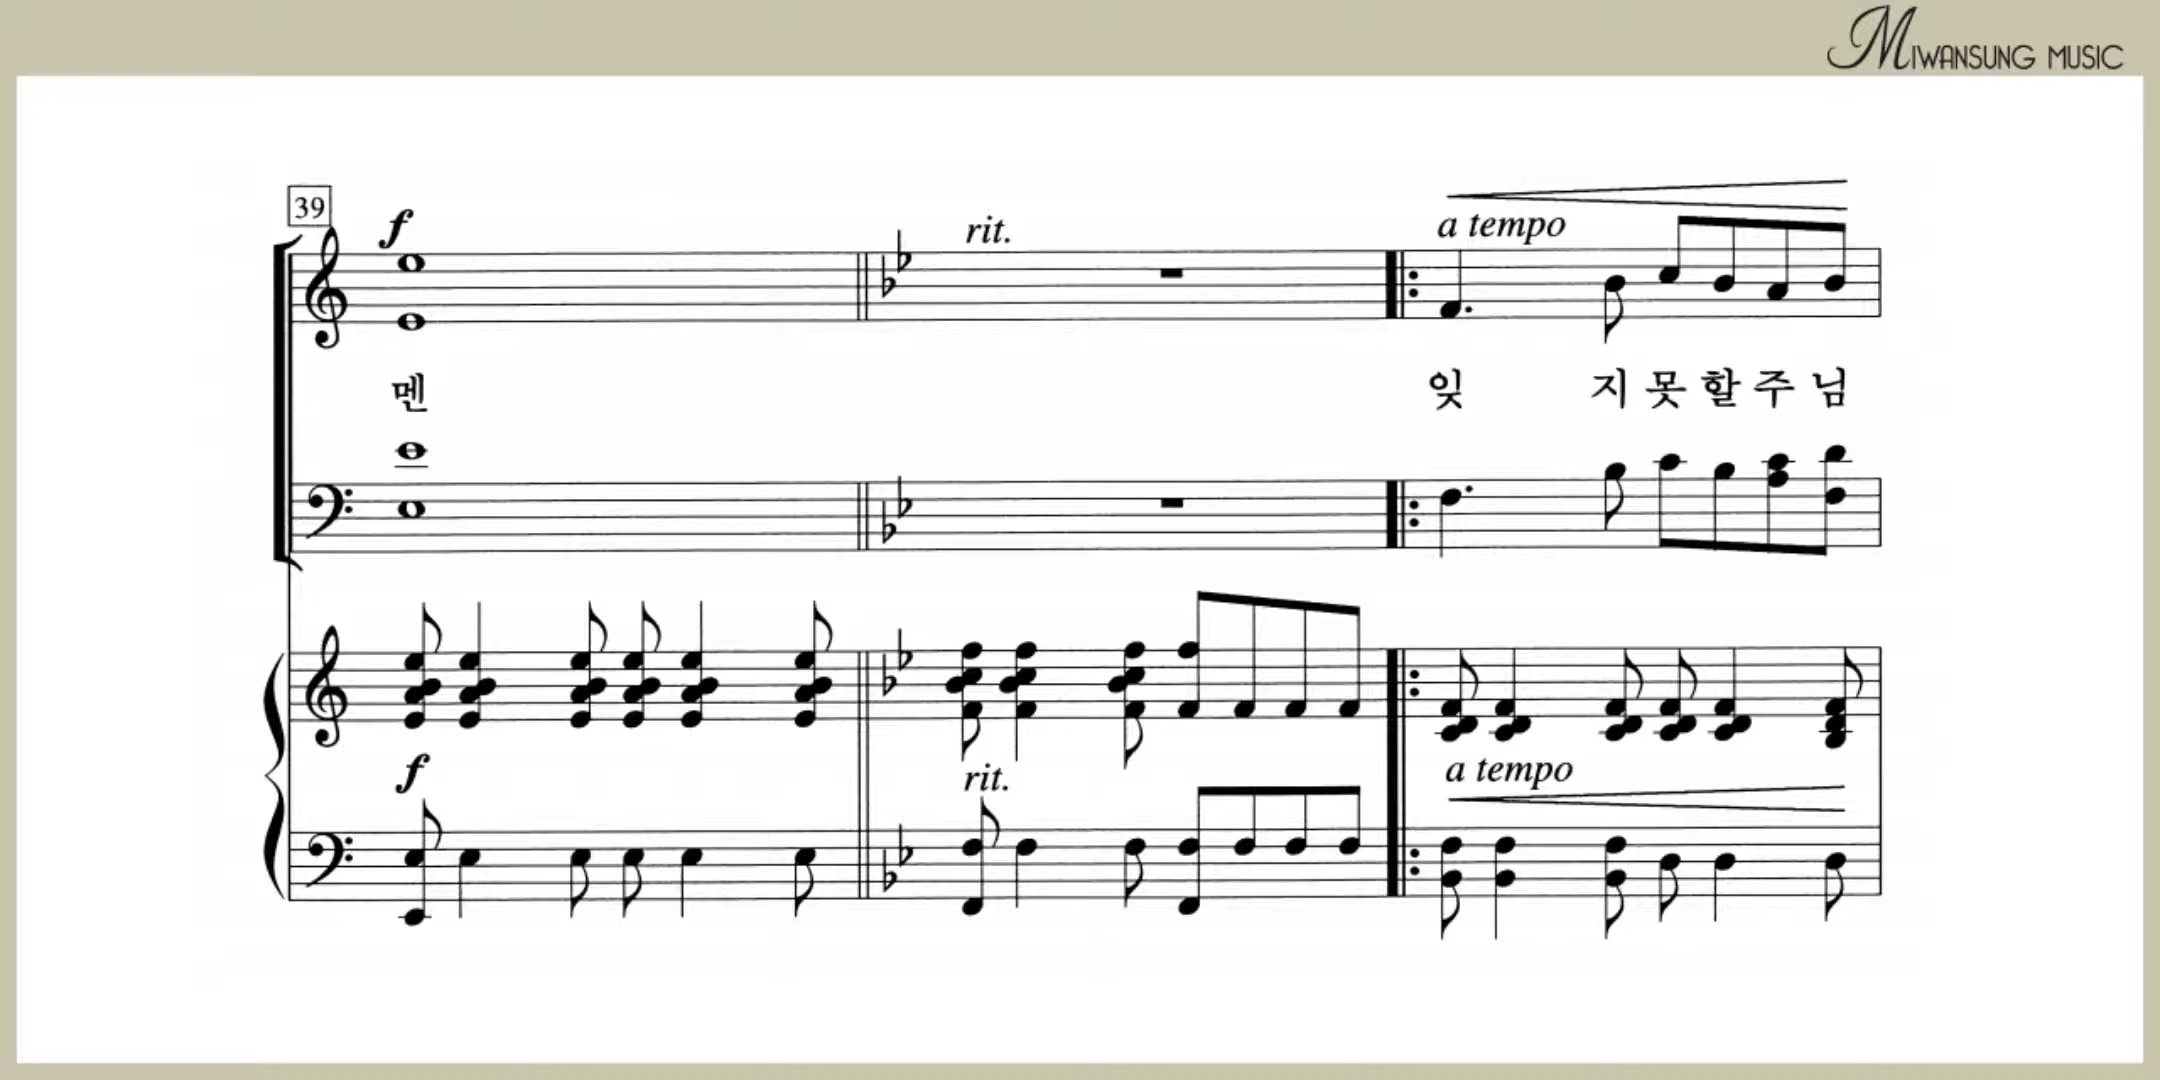 MIWANSUNG MUSIC
39
f
rit.
a tempo
멘
잊 지 못 할 주 님
f
rit.
a tempo